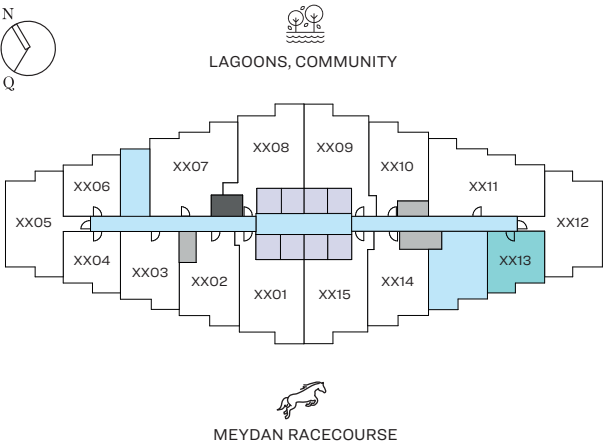 N
Q
LAGOONS, COMMUNITY
XX08 XX09
XX07 XX10
XX06 XX11
XX05 XX12
XX04 XX03 XX02 XX01 XX15 XX14 XX13
MEYDAN RACECOURSE